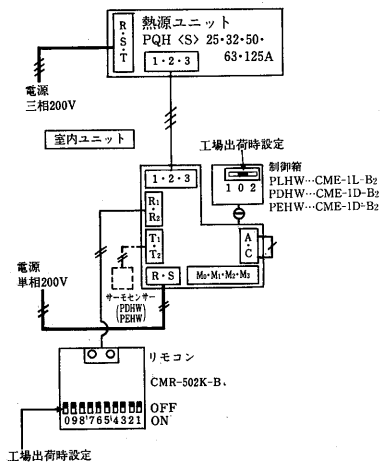 熱源ユニット
PQH〈S〉25・32・50・
63・125A
R・S・T
1・2・3
電源
三相200V
室内ユニット
工場出荷時設定
1 0 2
制御箱
PLHW…CME-1L-B₂
PDHW…CME-1D-B₂
PEHW…CME-1D-B₂
1・2・3
R₁・R₂
T₁・T₂
A・C
R・S
M₀・M₁・M₂・M₃
サーモセンサー
(PDHW
PEHW)
電源
単相200V
リモコン
CMR-502K-B、
OFF
0987654321 ON
工場出荷時設定